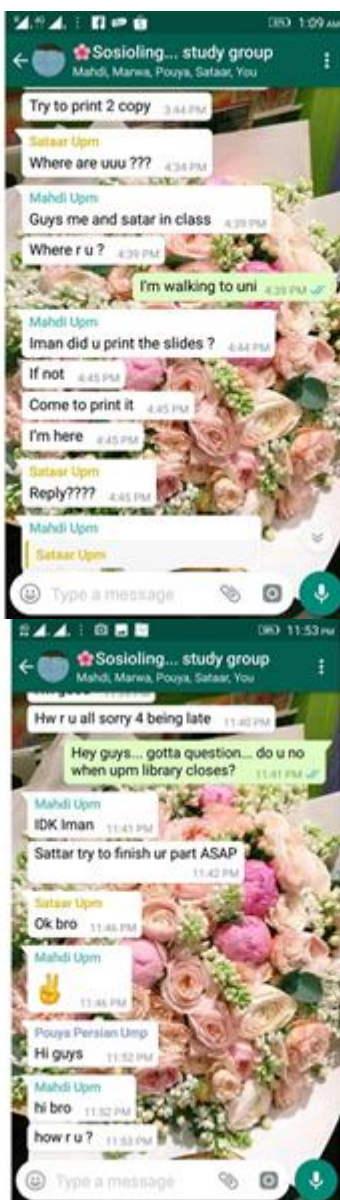 1:09 AM
🌸Sosioling... study group
Mahdi, Marwa, Pouya, Sataar, You
Try to print 2 copy 3:44 PM
Sataar Upm
Where are uuu ??? 4:34 PM
Mahdi Upm
Guys me and satar in class 4:39 PM
Where r u ? 4:39 PM
I'm walking to uni 4:39 PM
Mahdi Upm
Iman did u print the slides ? 4:44 PM
If not 4:45 PM
Come to print it 4:45 PM
I'm here 4:45 PM
Sataar Upm
Reply???? 4:45 PM
Mahdi Upm
Sataar Upm
Type a message
11:53 PM
🌸Sosioling... study group
Mahdi, Marwa, Pouya, Sataar, You
Hw r u all sorry 4 being late 11:40 PM
Hey guys... gotta question... do u no
when upm library closes? 11:41 PM
Mahdi Upm
IDK Iman 11:41 PM
Sattar try to finish ur part ASAP
11:42 PM
Sataar Upm
Ok bro 11:46 PM
Mahdi Upm
✌
11:46 PM
Pouya Persian Ump
Hi guys 11:52 PM
Mahdi Upm
hi bro 11:52 PM
how r u ? 11:53 PM
Type a message